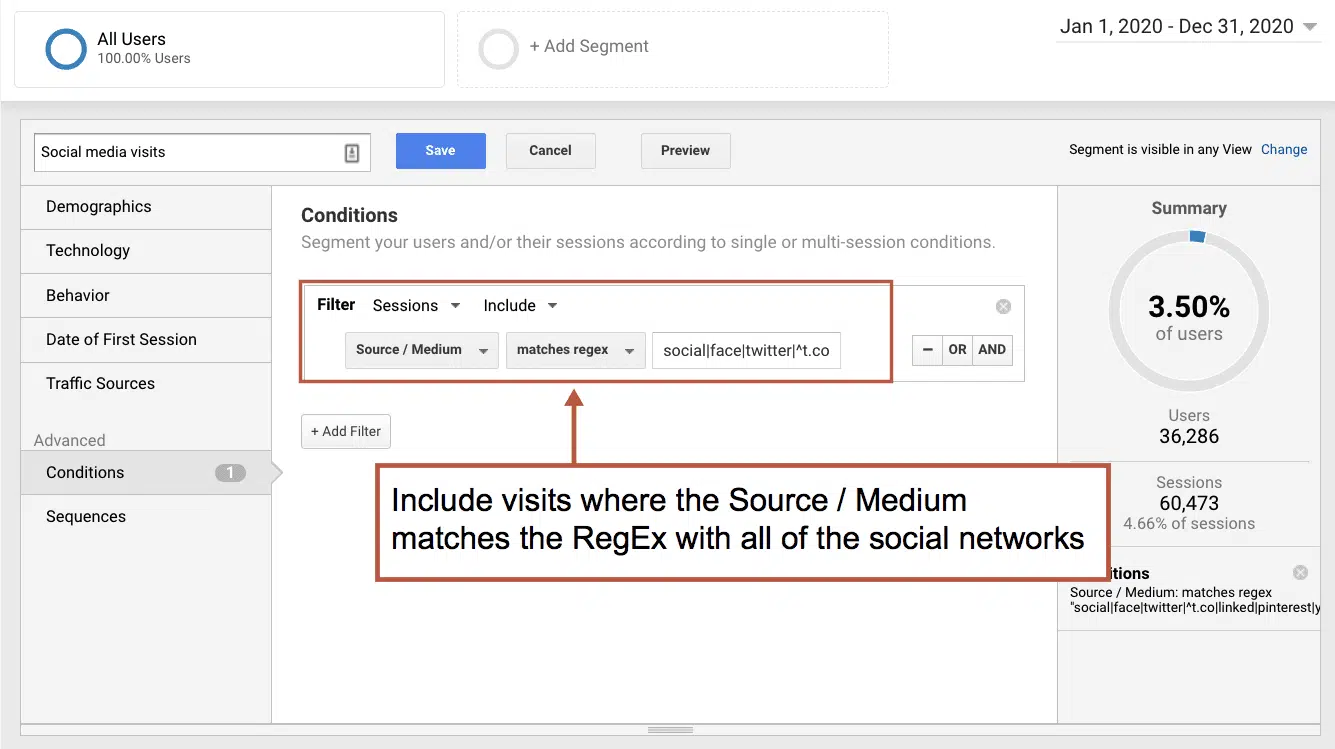 All Users
100.00% Users
+ Add Segment
Jan 1, 2020 - Dec 31, 2020
Social media visits
Save
Cancel
Preview
Segment is visible in any View Change
Demographics
Technology
Behavior
Date of First Session
Traffic Sources
Advanced
Conditions 1
Sequences
Conditions
Segment your users and/or their sessions according to single or multi-session conditions.
Filter Sessions Include
Source / Medium matches regex social|face|twitter|^t.co
− OR AND
+ Add Filter
Include visits where the Source / Medium
matches the RegEx with all of the social networks
Summary
3.50%
of users
Users
36,286
Sessions
60,473
4.66% of sessions
itions
Source / Medium: matches regex
"social|face|twitter|^t.co|linked|pinterest|y